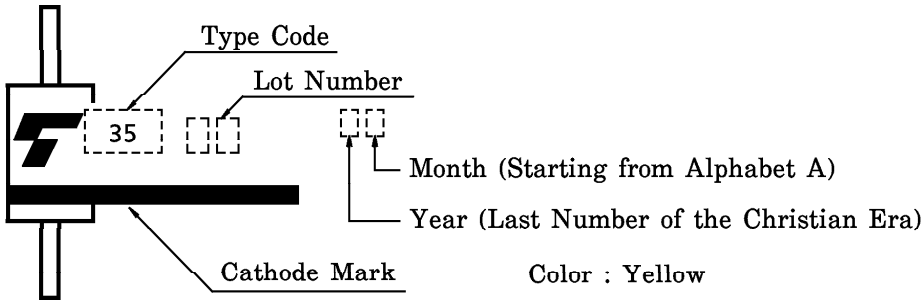 Type Code
Lot Number
35
Month (Starting from Alphabet A)
Year (Last Number of the Christian Era)
Cathode Mark
Color : Yellow